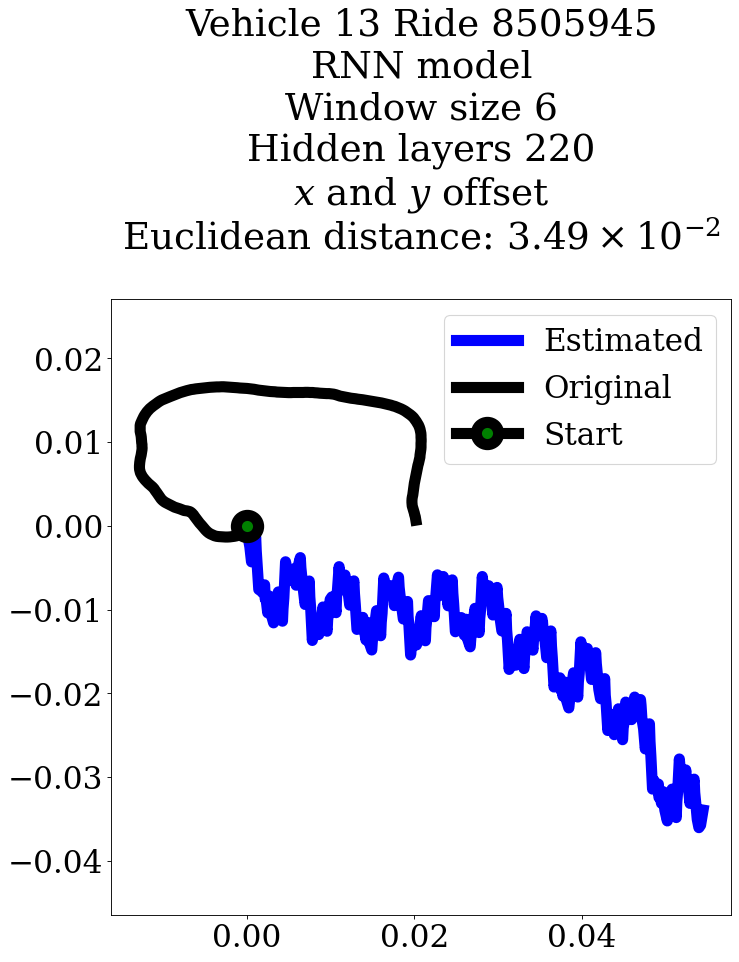 Vehicle 13 Ride 8505945
RNN model
Window size 6
Hidden layers 220
x and y offset
Euclidean distance: 3.49 × 10⁻²
Estimated
Original
Start
0.02
0.01
0.00
−0.01
−0.02
−0.03
−0.04
0.00 0.02 0.04